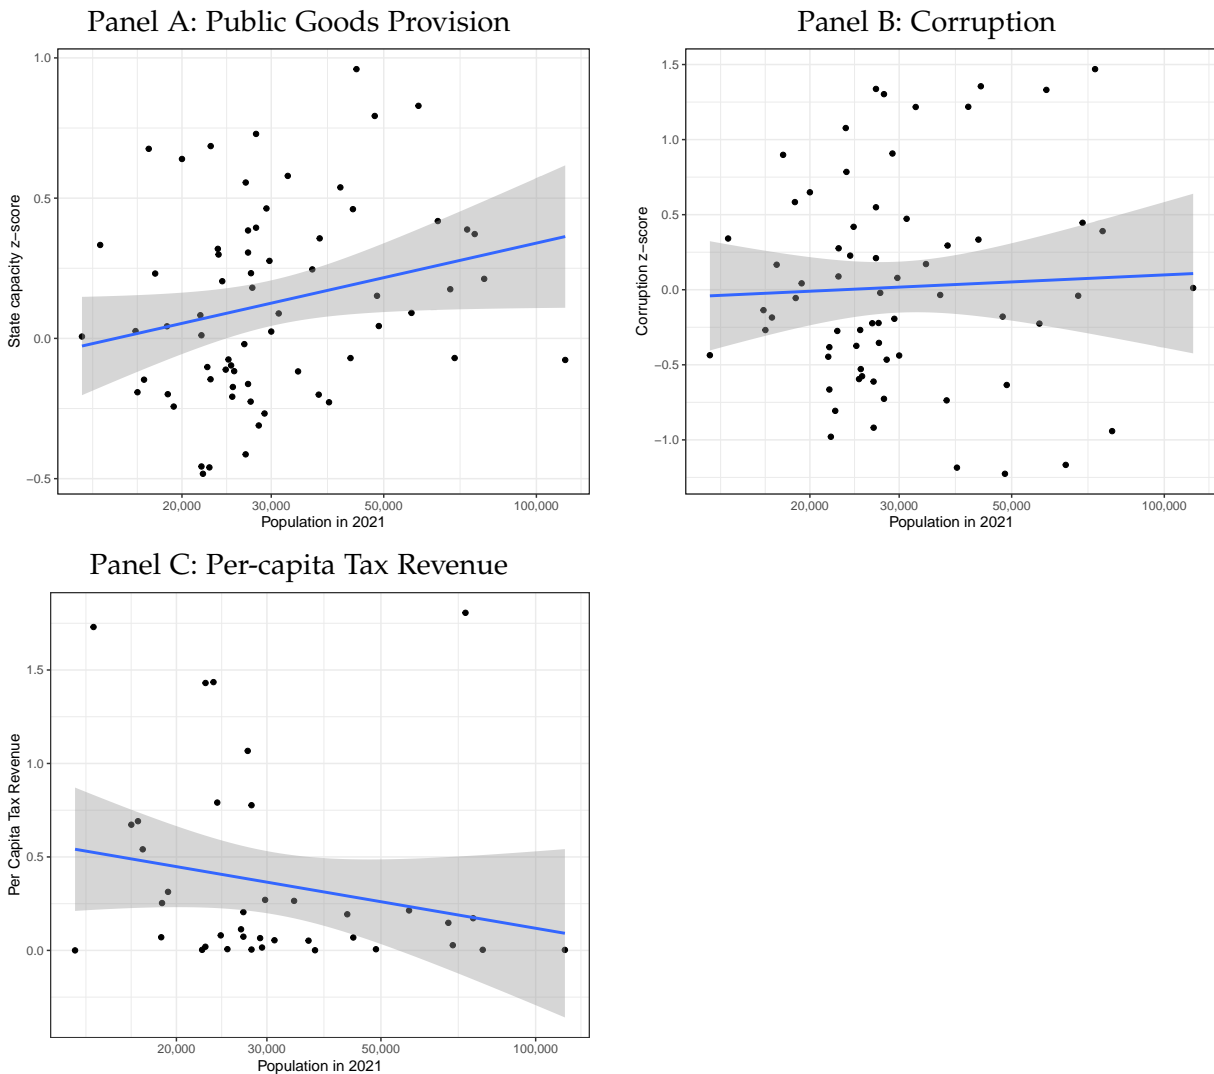 Panel A: Public Goods Provision
1.0
0.5
0.0
−0.5
State capacity z−score
20,000 30,000 50,000 100,000
Population in 2021
Panel B: Corruption
1.5
1.0
0.5
0.0
−0.5
−1.0
Corruption z−score
20,000 30,000 50,000 100,000
Population in 2021
Panel C: Per-capita Tax Revenue
1.5
1.0
0.5
0.0
Per Capita Tax Revenue
20,000 30,000 50,000 100,000
Population in 2021